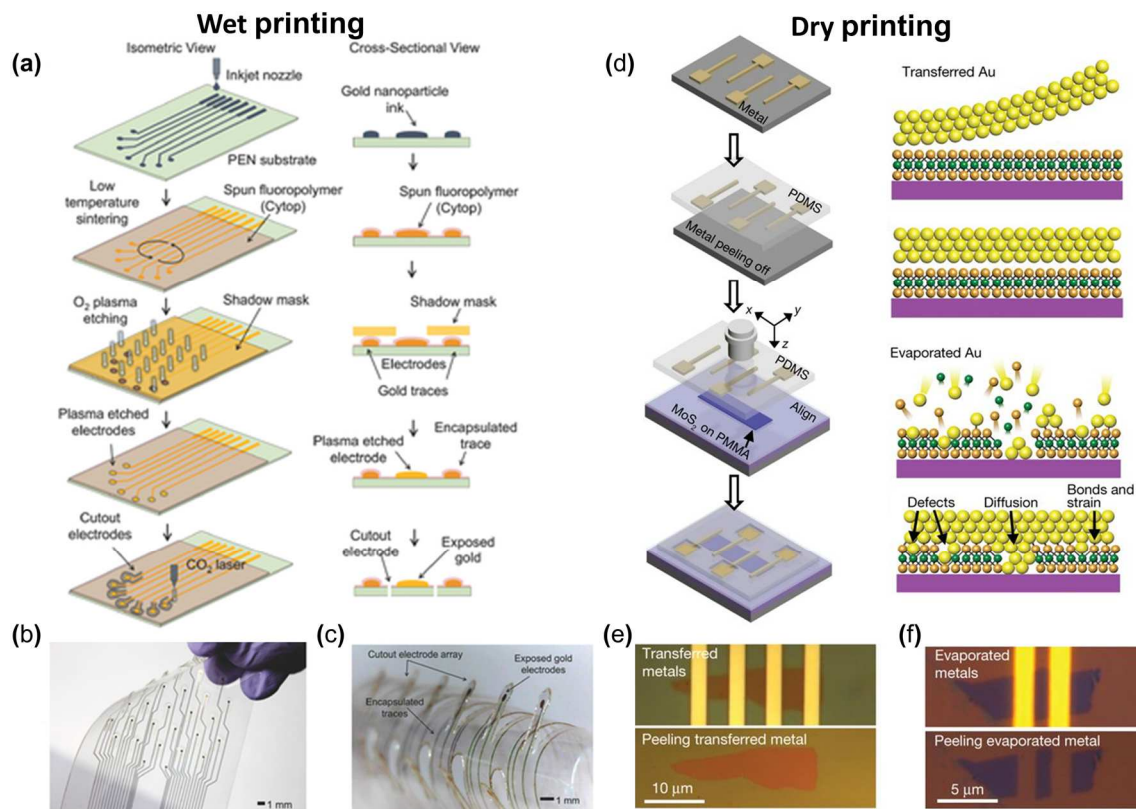 Wet printing
Dry printing
(a)
Isometric View
Cross-Sectional View
Inkjet nozzle
Gold nanoparticle
ink
PEN substrate
Low
temperature
sintering
Spun fluoropolymer
(Cytop)
Spun fluoropolymer
(Cytop)
O2 plasma
etching
Shadow mask
Shadow mask
Electrodes
Gold traces
Plasma etched
electrodes
Plasma etched
electrode
Encapsulated
trace
Cutout
electrodes
CO2 laser
Cutout
electrode
Exposed
gold
(b)
1 mm
(c)
Cutout electrode array
Exposed gold
electrodes
Encapsulated
traces
1 mm
(d)
Metal
PDMS
Metal peeling off
x
y
z
PDMS
Align
MoS2 on PMMA
Transferred Au
Evaporated Au
Defects
Diffusion
Bonds and
strain
(e)
Transferred
metals
Peeling transferred metal
10 μm
(f)
Evaporated
metals
Peeling evaporated metal
5 μm